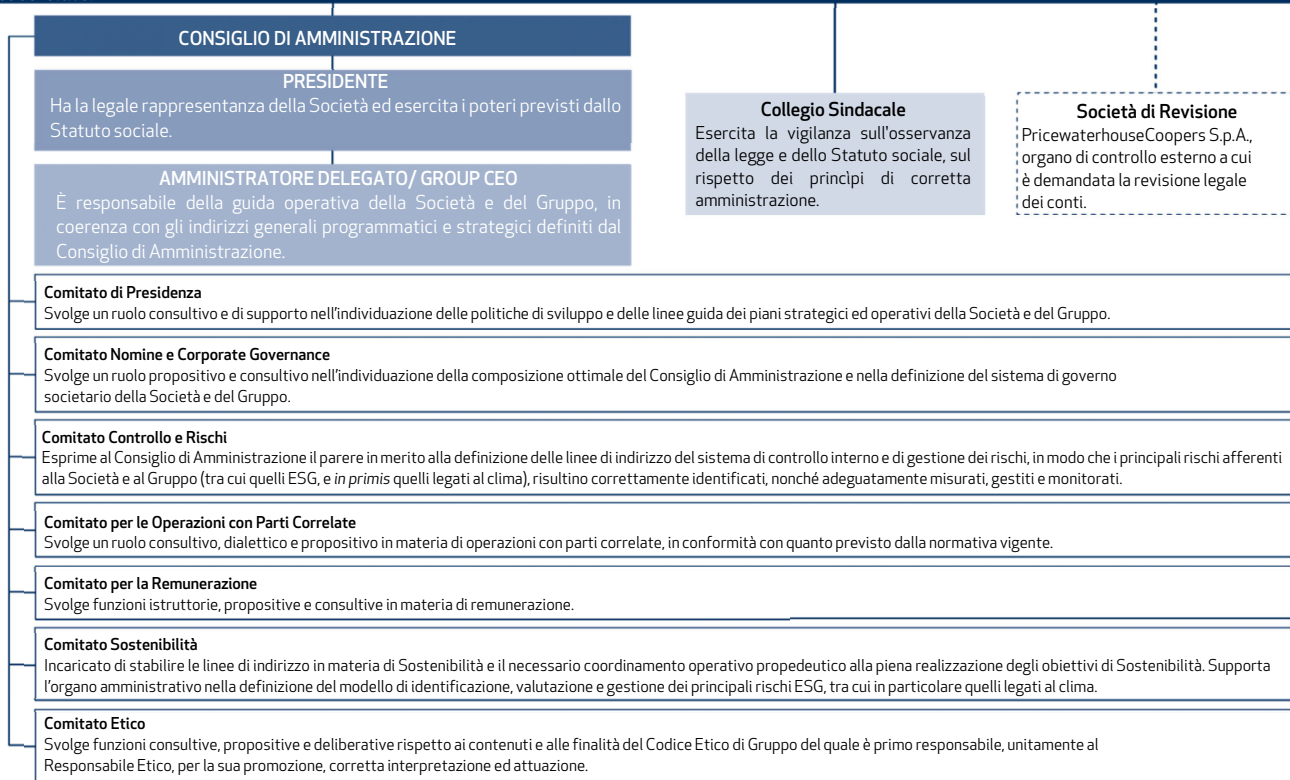 CONSIGLIO DI AMMINISTRAZIONE
PRESIDENTE
Ha la legale rappresentanza della Società ed esercita i poteri previsti dallo
Statuto sociale.
AMMINISTRATORE DELEGATO/ GROUP CEO
È responsabile della guida operativa della Società e del Gruppo, in
coerenza con gli indirizzi generali programmatici e strategici definiti dal
Consiglio di Amministrazione.
Collegio Sindacale
Esercita la vigilanza sull'osservanza
della legge e dello Statuto sociale, sul
rispetto dei princìpi di corretta
amministrazione.
Società di Revisione
PricewaterhouseCoopers S.p.A.,
organo di controllo esterno a cui
è demandata la revisione legale
dei conti.
Comitato di Presidenza
Svolge un ruolo consultivo e di supporto nell'individuazione delle politiche di sviluppo e delle linee guida dei piani strategici ed operativi della Società e del Gruppo.
Comitato Nomine e Corporate Governance
Svolge un ruolo propositivo e consultivo nell'individuazione della composizione ottimale del Consiglio di Amministrazione e nella definizione del sistema di governo
societario della Società e del Gruppo.
Comitato Controllo e Rischi
Esprime al Consiglio di Amministrazione il parere in merito alla definizione delle linee di indirizzo del sistema di controllo interno e di gestione dei rischi, in modo che i principali rischi afferenti
alla Società e al Gruppo (tra cui quelli ESG, e in primis quelli legati al clima), risultino correttamente identificati, nonché adeguatamente misurati, gestiti e monitorati.
Comitato per le Operazioni con Parti Correlate
Svolge un ruolo consultivo, dialettico e propositivo in materia di operazioni con parti correlate, in conformità con quanto previsto dalla normativa vigente.
Comitato per la Remunerazione
Svolge funzioni istruttorie, propositive e consultive in materia di remunerazione.
Comitato Sostenibilità
Incaricato di stabilire le linee di indirizzo in materia di Sostenibilità e il necessario coordinamento operativo propedeutico alla piena realizzazione degli obiettivi di Sostenibilità. Supporta
l'organo amministrativo nella definizione del modello di identificazione, valutazione e gestione dei principali rischi ESG, tra cui in particolare quelli legati al clima.
Comitato Etico
Svolge funzioni consultive, propositive e deliberative rispetto ai contenuti e alle finalità del Codice Etico di Gruppo del quale è primo responsabile, unitamente al
Responsabile Etico, per la sua promozione, corretta interpretazione ed attuazione.